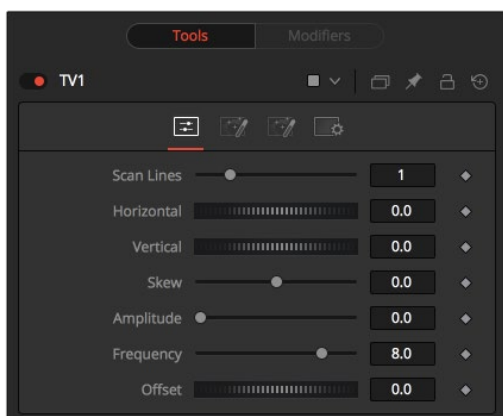 Tools Modifiers
TV1
Scan Lines 1
Horizontal 0.0
Vertical 0.0
Skew 0.0
Amplitude 0.0
Frequency 8.0
Offset 0.0